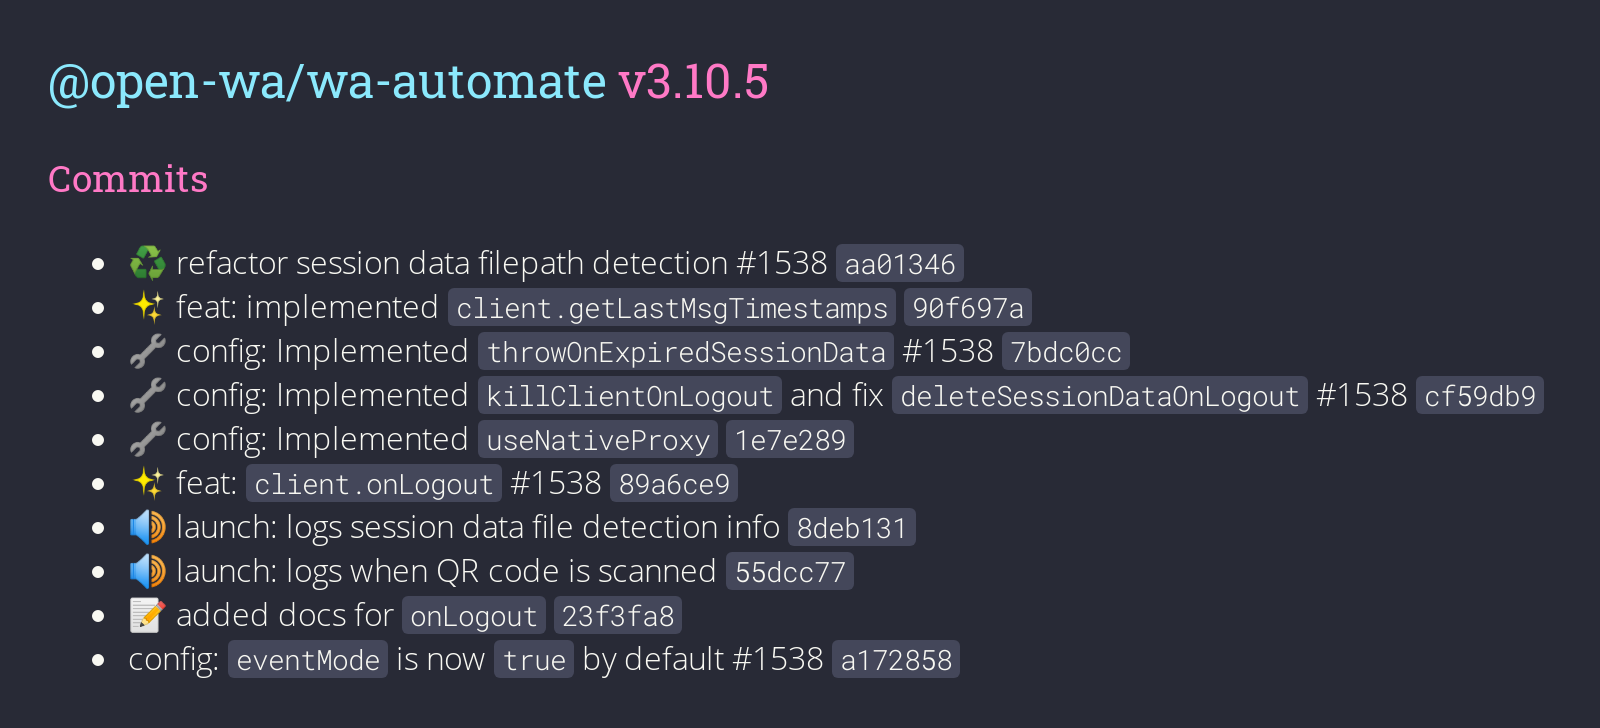 @open-wa/wa-automate v3.10.5
Commits
♻️ refactor session data filepath detection #1538 aa01346
✨ feat: implemented client.getLastMsgTimestamps 90f697a
🔧 config: Implemented throwOnExpiredSessionData #1538 7bdc0cc
🔧 config: Implemented killClientOnLogout and fix deleteSessionDataOnLogout #1538 cf59db9
🔧 config: Implemented useNativeProxy 1e7e289
✨ feat: client.onLogout #1538 89a6ce9
🔊 launch: logs session data file detection info 8deb131
🔊 launch: logs when QR code is scanned 55dcc77
📝 added docs for onLogout 23f3fa8
config: eventMode is now true by default #1538 a172858